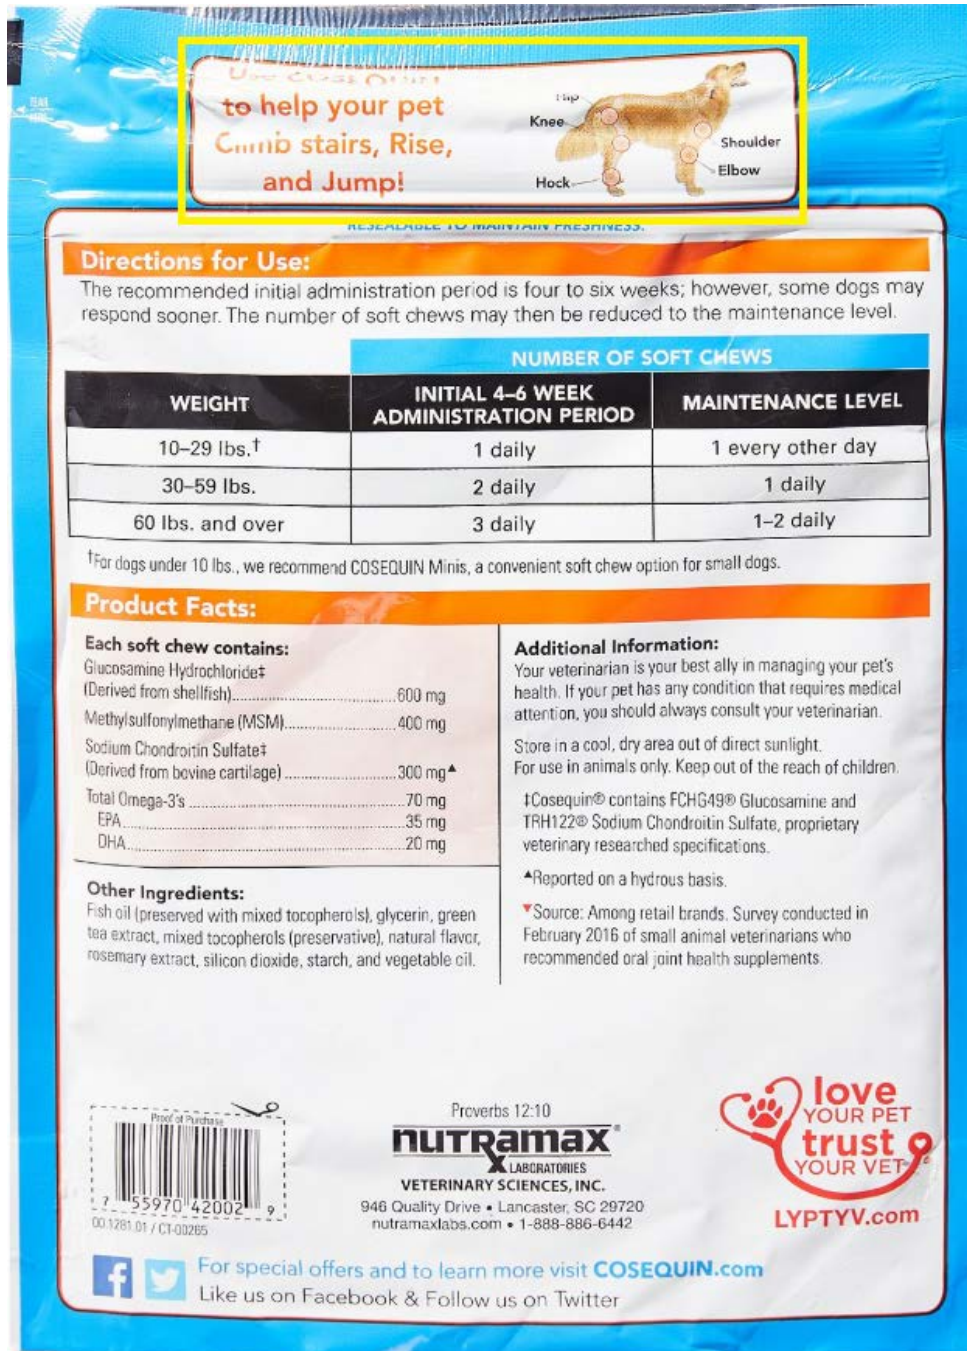 Use COSEQUIN
to help your pet
Climb stairs, Rise,
and Jump!
Hip
Knee
Shoulder
Elbow
Hock
RESEALABLE TO MAINTAIN FRESHNESS.
Directions for Use:
The recommended initial administration period is four to six weeks; however, some dogs may
respond sooner. The number of soft chews may then be reduced to the maintenance level.
NUMBER OF SOFT CHEWS
WEIGHT INITIAL 4–6 WEEK ADMINISTRATION PERIOD MAINTENANCE LEVEL
10–29 lbs.† 1 daily 1 every other day
30–59 lbs. 2 daily 1 daily
60 lbs. and over 3 daily 1–2 daily
†For dogs under 10 lbs., we recommend COSEQUIN Minis, a convenient soft chew option for small dogs.
Product Facts:
Each soft chew contains:
Glucosamine Hydrochloride‡
(Derived from shellfish)..............................600 mg
Methylsulfonylmethane (MSM)....................400 mg
Sodium Chondroitin Sulfate‡
(Derived from bovine cartilage)....................300 mg▲
Total Omega-3's..........................................70 mg
EPA.............................................................35 mg
DHA............................................................20 mg
Other Ingredients:
Fish oil (preserved with mixed tocopherols), glycerin, green
tea extract, mixed tocopherols (preservative), natural flavor,
rosemary extract, silicon dioxide, starch, and vegetable oil.
Additional Information:
Your veterinarian is your best ally in managing your pet's
health. If your pet has any condition that requires medical
attention, you should always consult your veterinarian.
Store in a cool, dry area out of direct sunlight.
For use in animals only. Keep out of the reach of children.
‡Cosequin® contains FCHG49® Glucosamine and
TRH122® Sodium Chondroitin Sulfate, proprietary
veterinary researched specifications.
▲Reported on a hydrous basis.
▼Source: Among retail brands. Survey conducted in
February 2016 of small animal veterinarians who
recommended oral joint health supplements.
Proof of Purchase
7 55970 42002 9
00.1281.01 / CT-00265
Proverbs 12:10
nutramax®
LABORATORIES
VETERINARY SCIENCES, INC.
946 Quality Drive • Lancaster, SC 29720
nutramaxlabs.com • 1-888-886-6442
love
YOUR PET
trust
YOUR VET
LYPTYV.com
For special offers and to learn more visit COSEQUIN.com
Like us on Facebook & Follow us on Twitter